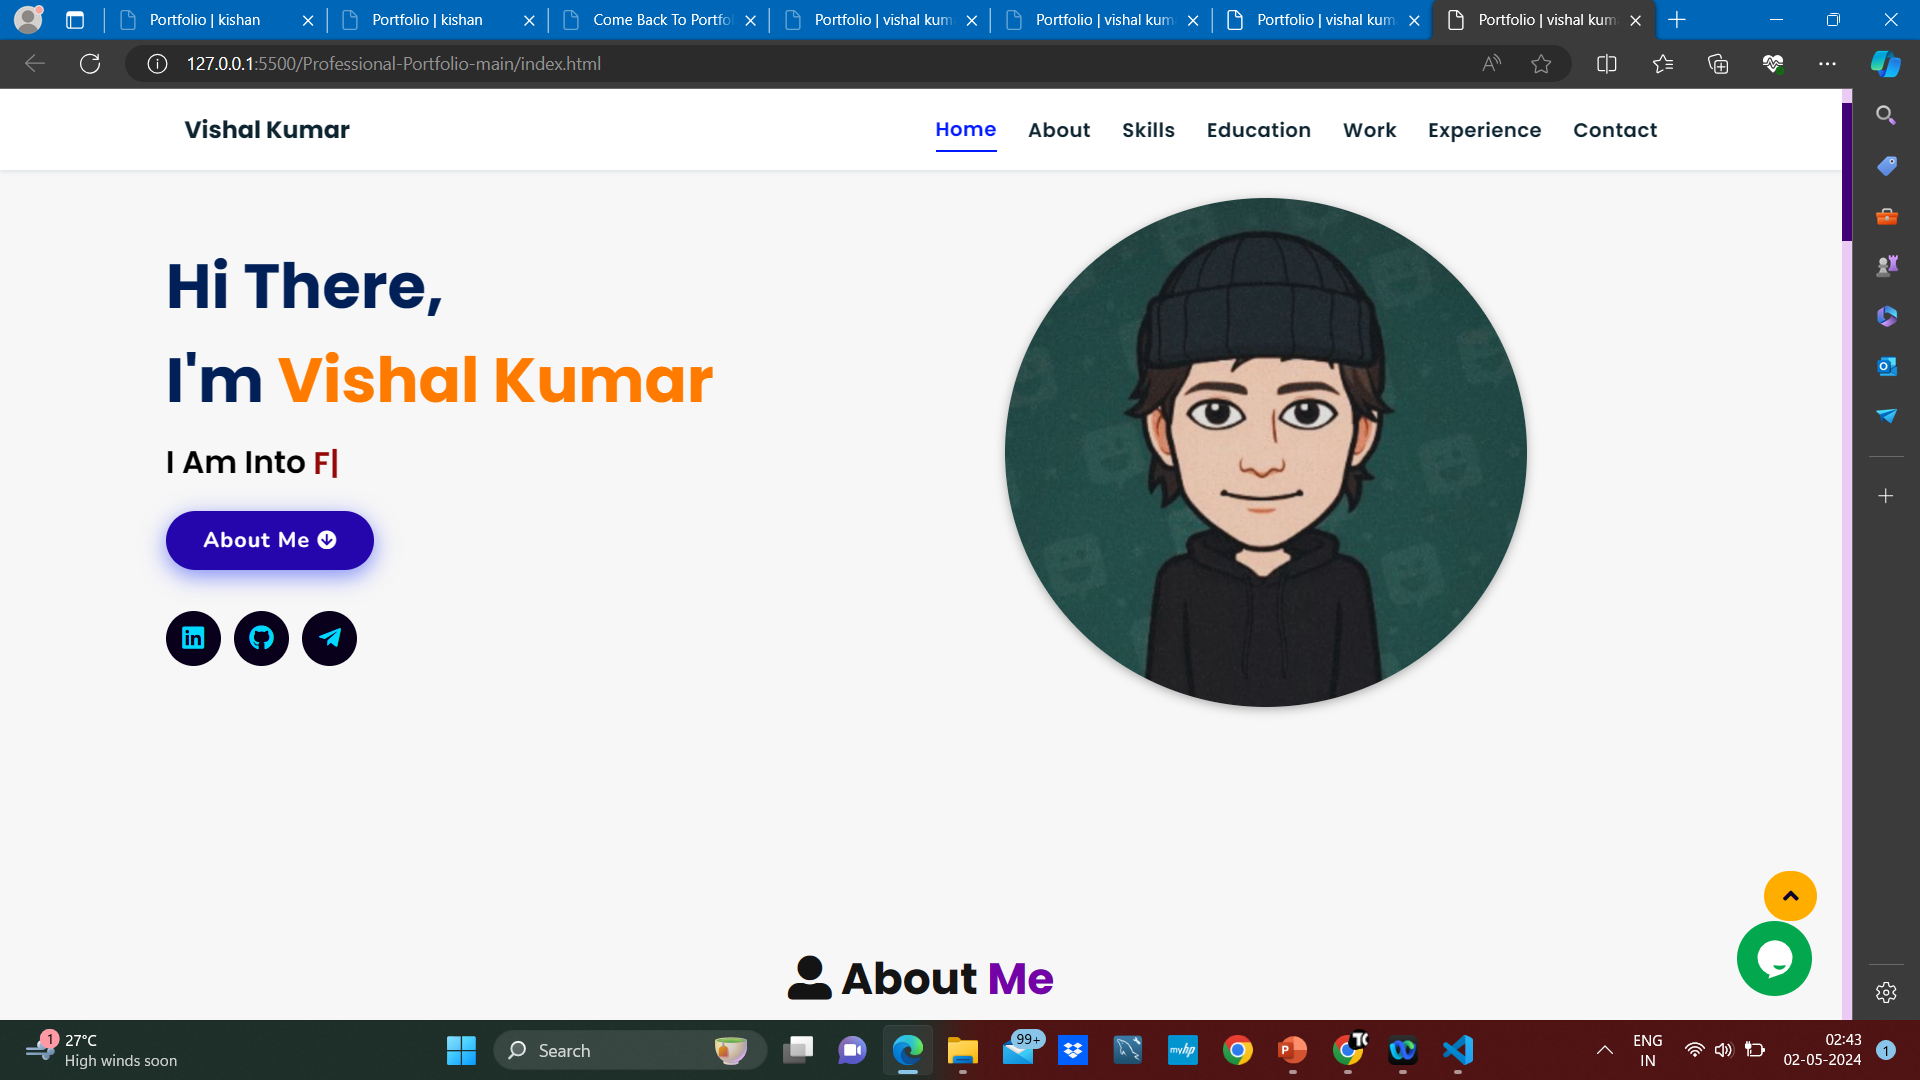 Portfolio | kishan
Portfolio | kishan
Come Back To Portfo
Portfolio | vishal kum
Portfolio | vishal kum
Portfolio | vishal kum
Portfolio | vishal kum
127.0.0.1:5500/Professional-Portfolio-main/index.html
Vishal Kumar
Home About Skills Education Work Experience Contact
Hi There,
I'm Vishal Kumar
I Am Into F|
About Me
About Me
1
27°C
High winds soon
Search
99+
myhp
ENG
IN
02:43
02-05-2024
1